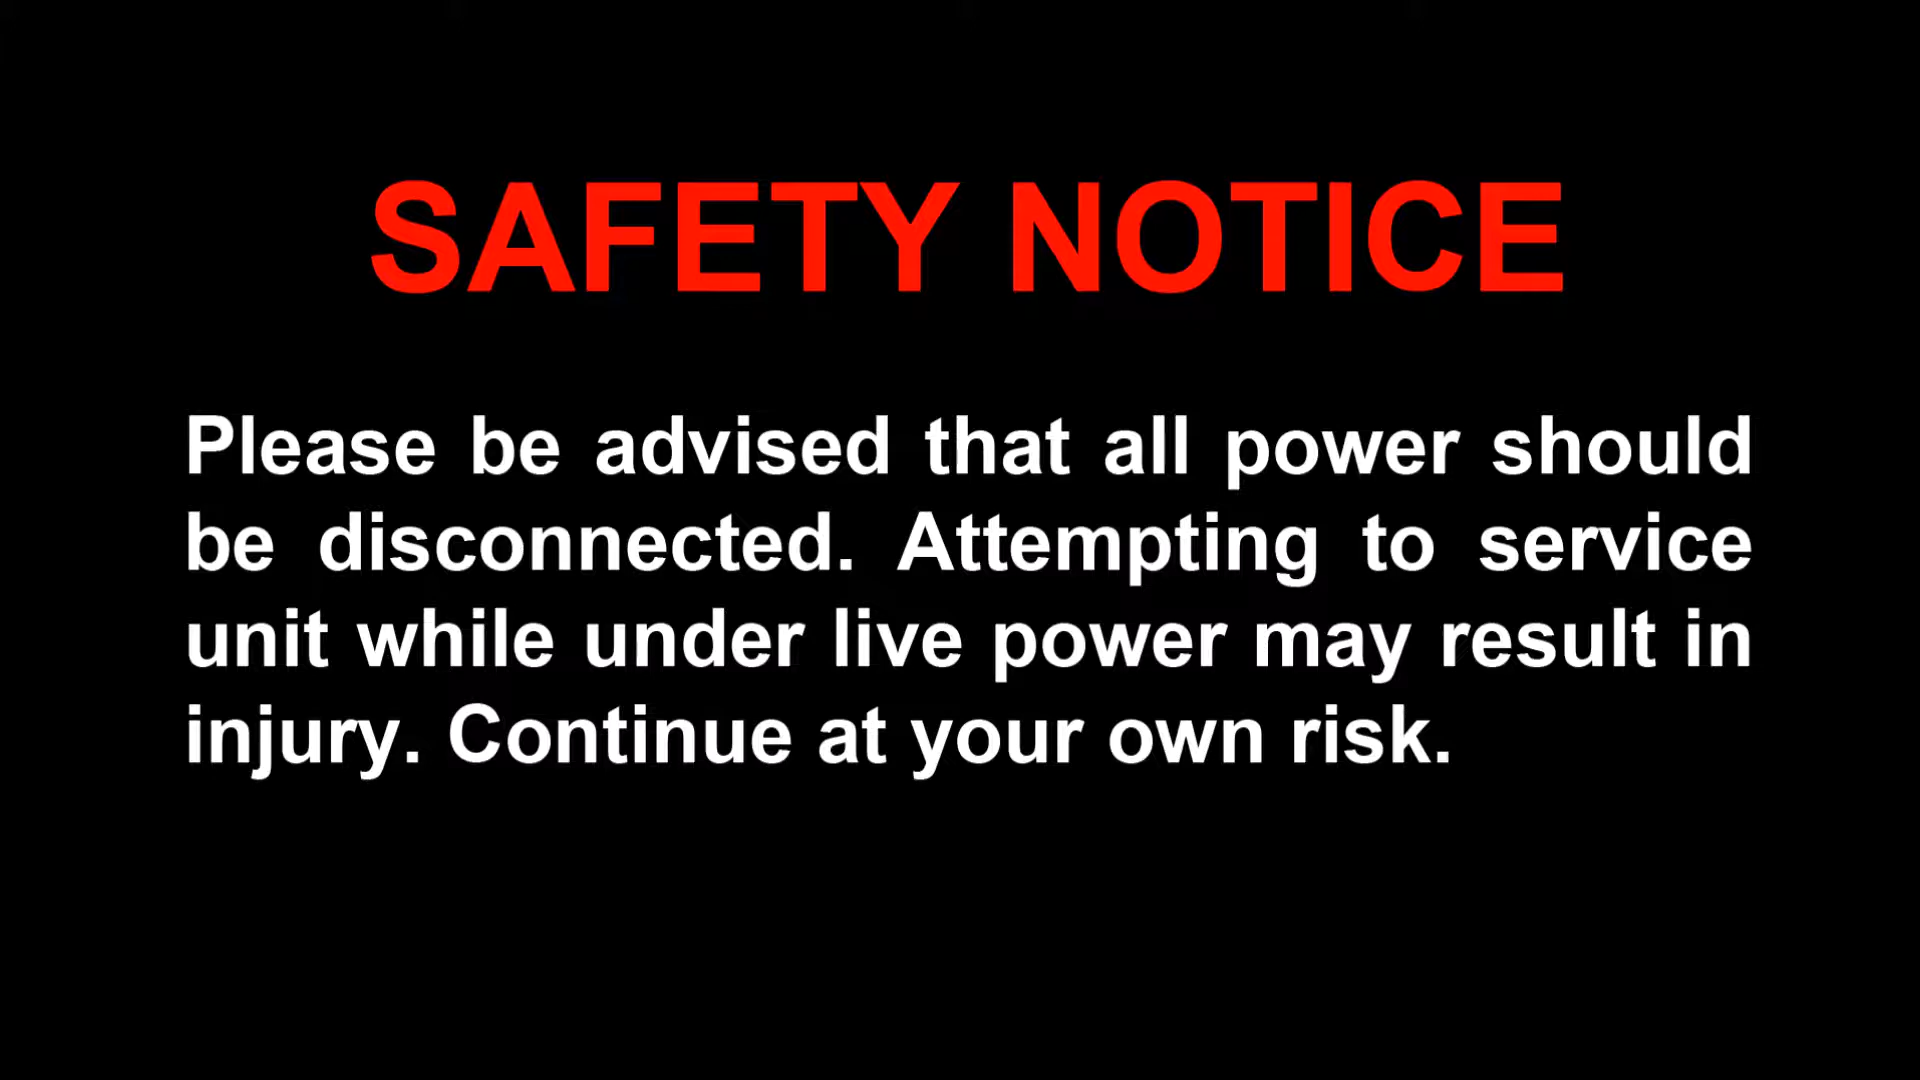 SAFETY NOTICE
Please be advised that all power should
be disconnected. Attempting to service
unit while under live power may result in
injury. Continue at your own risk.